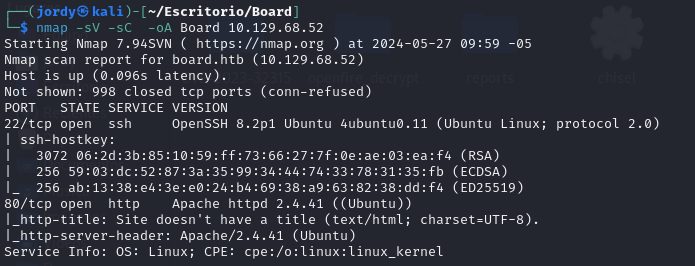 ┌──(jordy㉿kali)-[~/Escritorio/Board]
└─$ nmap -sV -sC -oA Board 10.129.68.52
Starting Nmap 7.94SVN ( https://nmap.org ) at 2024-05-27 09:59 -05
Nmap scan report for board.htb (10.129.68.52)
Host is up (0.096s latency).
Not shown: 998 closed tcp ports (conn-refused)
PORT   STATE SERVICE VERSION
22/tcp open  ssh     OpenSSH 8.2p1 Ubuntu 4ubuntu0.11 (Ubuntu Linux; protocol 2.0)
| ssh-hostkey:
|   3072 06:2d:3b:85:10:59:ff:73:66:27:7f:0e:ae:03:ea:f4 (RSA)
|   256 59:03:dc:52:87:3a:35:99:34:44:74:33:78:31:35:fb (ECDSA)
|_  256 ab:13:38:e4:3e:e0:24:b4:69:38:a9:63:82:38:dd:f4 (ED25519)
80/tcp open  http    Apache httpd 2.4.41 ((Ubuntu))
|_http-title: Site doesn't have a title (text/html; charset=UTF-8).
|_http-server-header: Apache/2.4.41 (Ubuntu)
Service Info: OS: Linux; CPE: cpe:/o:linux:linux_kernel
reports
chisel